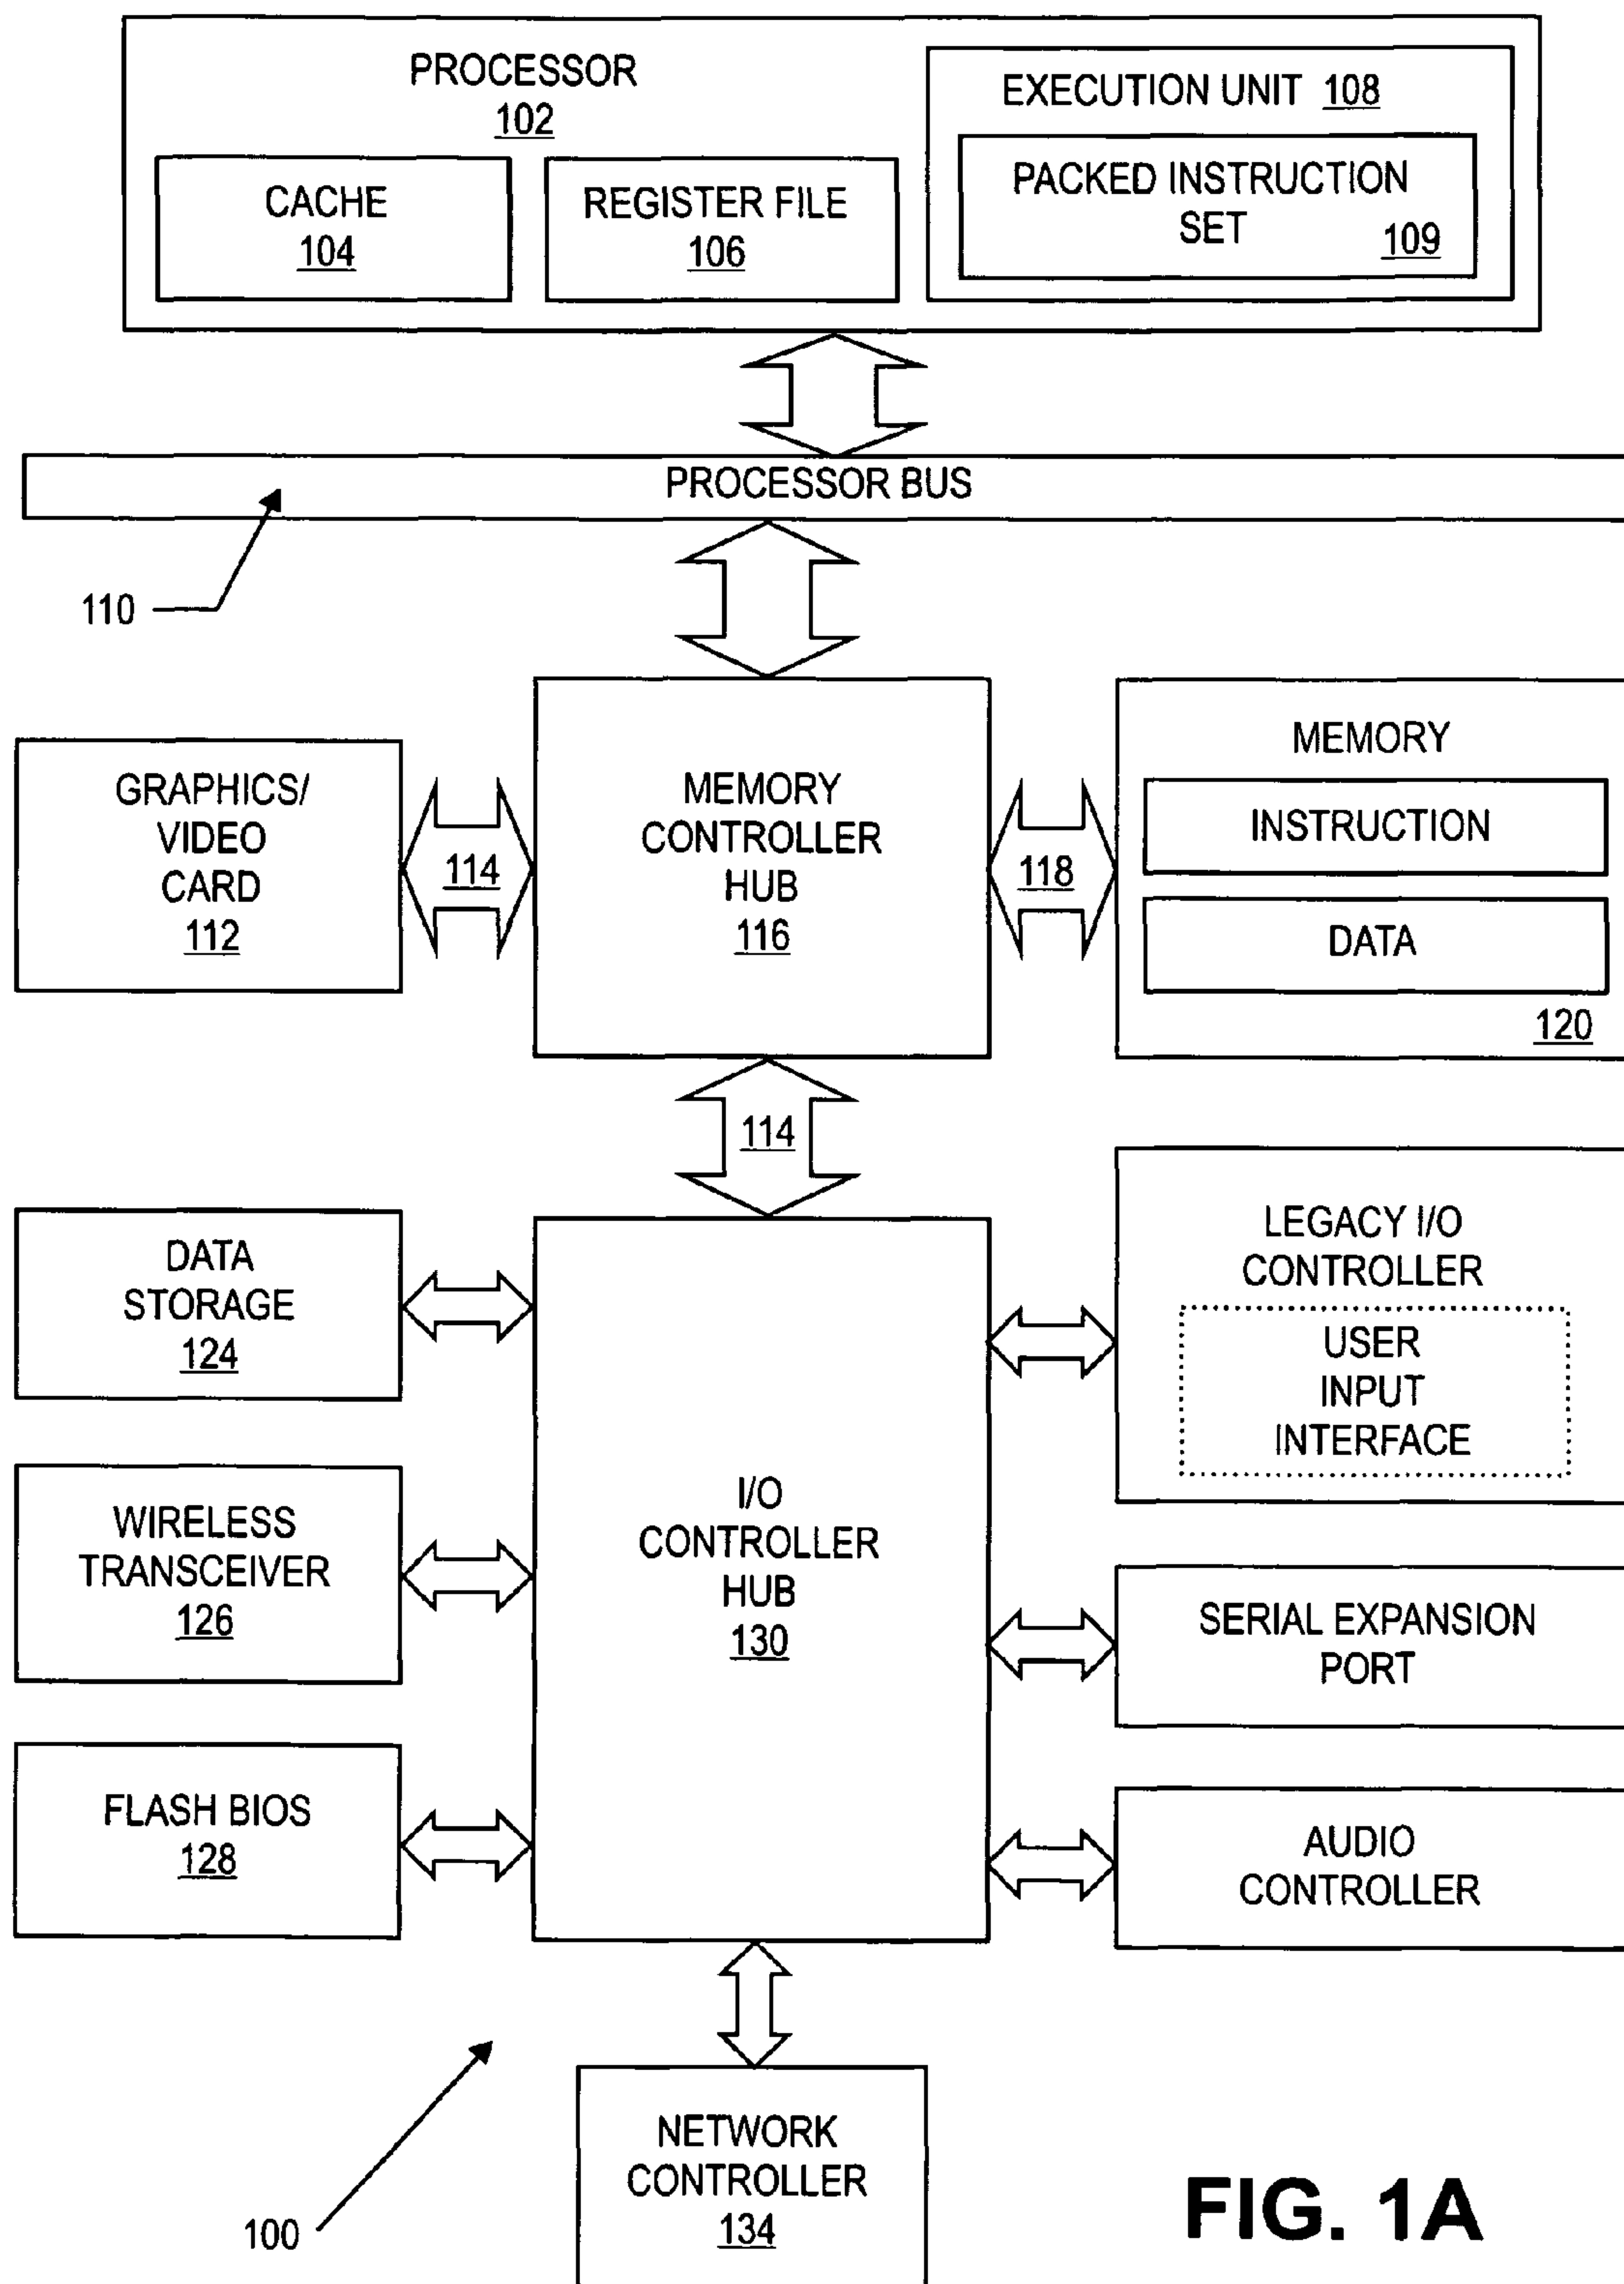 PROCESSOR
102
EXECUTION UNIT 108
CACHE
104
REGISTER FILE
106
PACKED INSTRUCTION
SET
109
PROCESSOR BUS
110
GRAPHICS/
VIDEO
CARD
112
114
MEMORY
CONTROLLER
HUB
116
118
MEMORY
INSTRUCTION
DATA
120
114
DATA
STORAGE
124
LEGACY I/O
CONTROLLER
USER
INPUT
INTERFACE
WIRELESS
TRANSCEIVER
126
I/O
CONTROLLER
HUB
130
SERIAL EXPANSION
PORT
FLASH BIOS
128
AUDIO
CONTROLLER
NETWORK
CONTROLLER
134
100
FIG. 1A